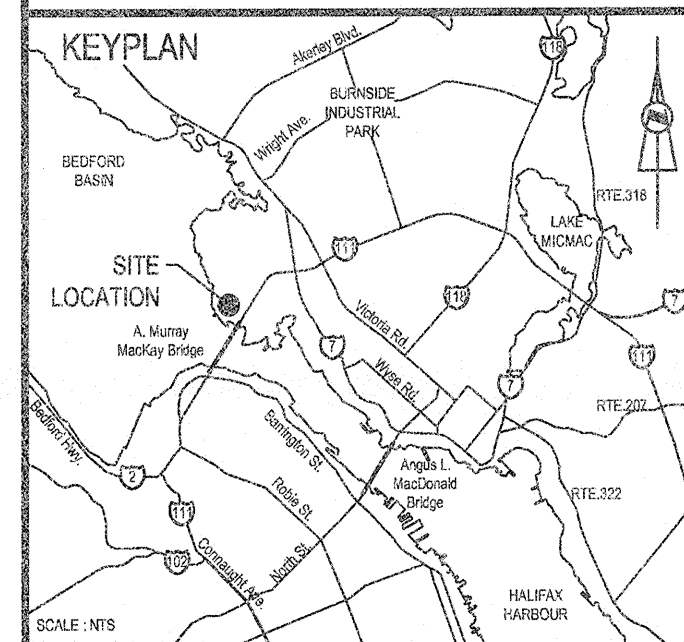 KEYPLAN
Akerley Blvd.
118
BURNSIDE
INDUSTRIAL
PARK
Wright Ave.
BEDFORD
BASIN
RTE.318
LAKE
MICMAC
111
SITE
LOCATION
118
7
A. Murray
MacKay Bridge
Victoria Rd.
7
Wyse Rd.
111
7
RTE.207
Bedford Hwy.
Barrington St.
2
Angus L.
MacDonald
Bridge
RTE.322
Robie St.
111
102
Connaught Ave.
North St.
HALIFAX
HARBOUR
SCALE : NTS